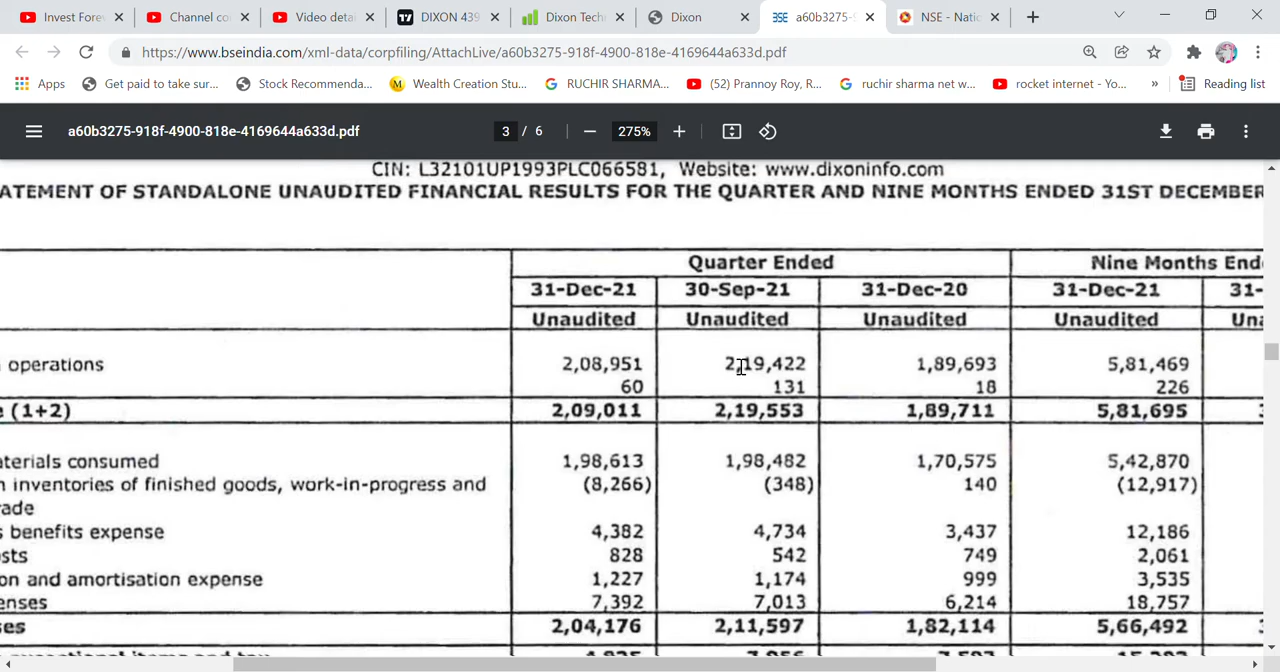 Invest Fores
Channel co
Video detai
DIXON 439
Dixon Tech
Dixon
a60b3275-9
NSE - Natio
https://www.bseindia.com/xml-data/corpfiling/AttachLive/a60b3275-918f-4900-818e-4169644a633d.pdf
Apps
Get paid to take sur...
Stock Recommenda...
M
Wealth Creation Stu...
RUCHIR SHARMA...
(52) Prannoy Roy, R...
ruchir sharma net w...
rocket internet - Yo...
»
Reading list
a60b3275-918f-4900-818e-4169644a633d.pdf
3 / 6
275%
CIN: L32101UP1993PLC066581, Website: www.dixoninfo.com
ATEMENT OF STANDALONE UNAUDITED FINANCIAL RESULTS FOR THE QUARTER AND NINE MONTHS ENDED 31ST DECEMBER
Quarter Ended Nine Months End
31-Dec-21 30-Sep-21 31-Dec-20 31-Dec-21 31-
Unaudited Unaudited Unaudited Unaudited Una
operations 2,08,951 2,19,422 1,89,693 5,81,469
60 131 18 226
e (1+2) 2,09,011 2,19,553 1,89,711 5,81,695
aterials consumed 1,98,613 1,98,482 1,70,575 5,42,870
n inventories of finished goods, work-in-progress and (8,266) (348) 140 (12,917)
rade
s benefits expense 4,382 4,734 3,437 12,186
sts 828 542 749 2,061
on and amortisation expense 1,227 1,174 999 3,535
enses 7,392 7,013 6,214 18,757
ses 2,04,176 2,11,597 1,82,114 5,66,492